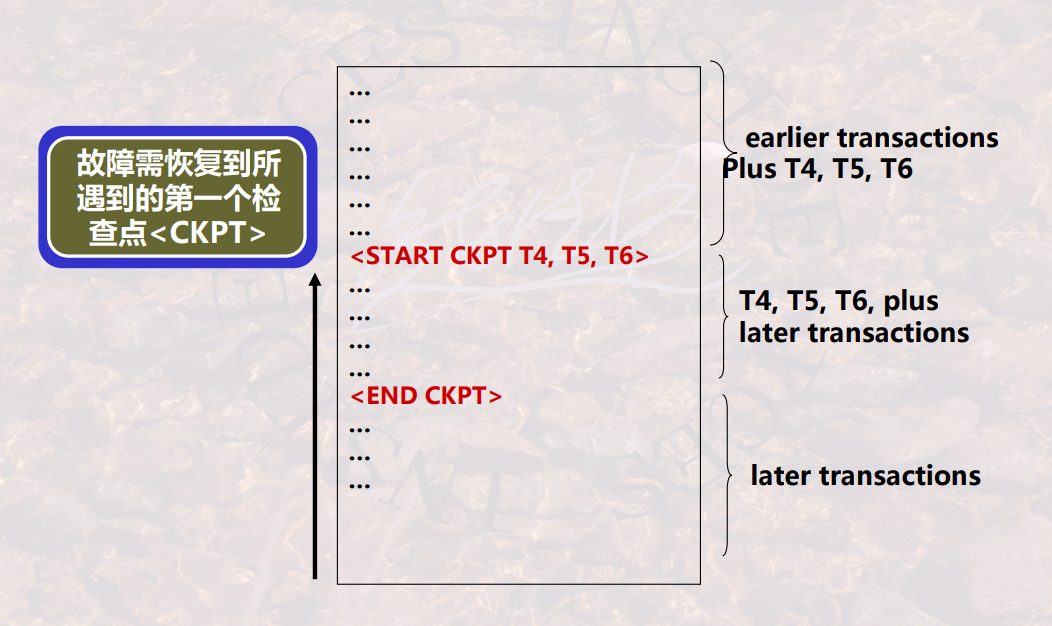 故障需恢复到所
遇到的第一个检
查点<CKPT>
...
...
...
...
...
...
<START CKPT T4, T5, T6>
...
...
...
...
<END CKPT>
...
...
...
earlier transactions
Plus T4, T5, T6
T4, T5, T6, plus
later transactions
later transactions